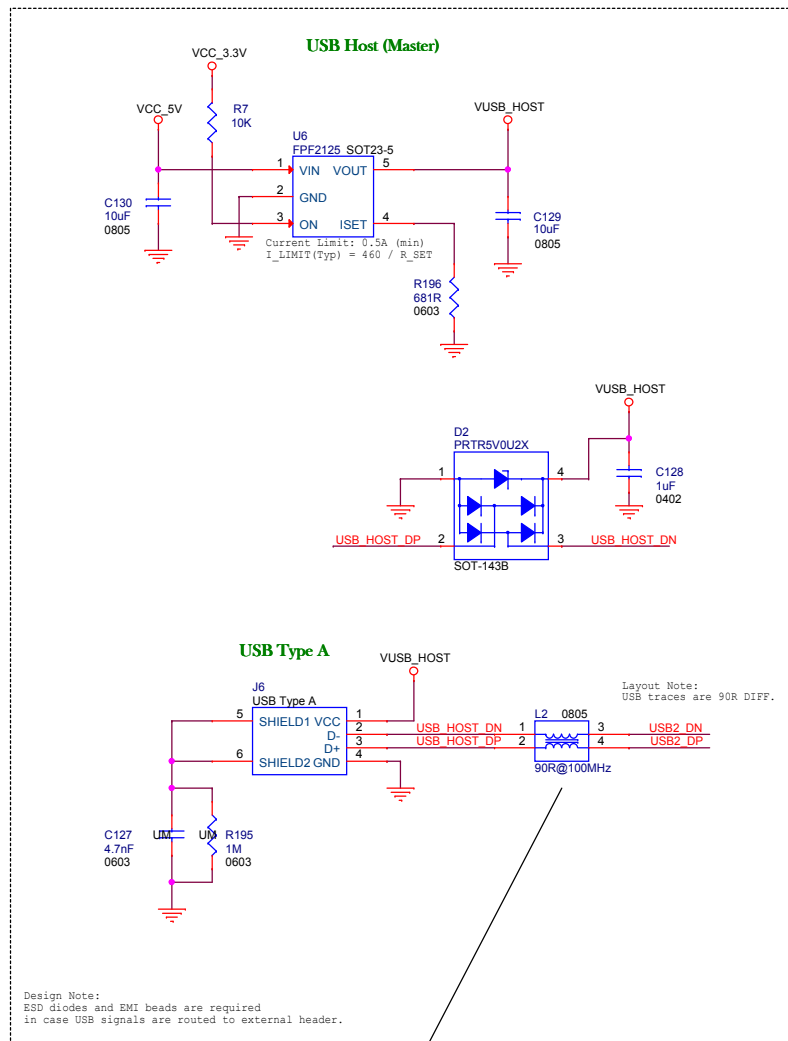 USB Host (Master)
VCC_3.3V
VCC_5V
R7
10K
VUSB_HOST
U6
FPF2125 SOT23-5
1 VIN VOUT 5
2 GND
3 ON ISET 4
C130
10uF
0805
C129
10uF
0805
Current Limit: 0.5A (min)
I_LIMIT(Typ) = 460 / R_SET
R196
681R
0603
VUSB_HOST
D2
PRTR5V0U2X
1 4
C128
1uF
0402
USB_HOST_DP 2 3 USB_HOST_DN
SOT-143B
USB Type A
VUSB_HOST
J6
USB Type A
Layout Note:
USB traces are 90R DIFF.
L2 0805
5 SHIELD1 VCC 1
D- 2 USB_HOST_DN 1 3 USB2_DN
D+ 3 USB_HOST_DP 2 4 USB2_DP
6 SHIELD2 GND 4
90R@100MHz
C127 UM UM R195
4.7nF 1M
0603 0603
Design Note:
ESD diodes and EMI beads are required
in case USB signals are routed to external header.